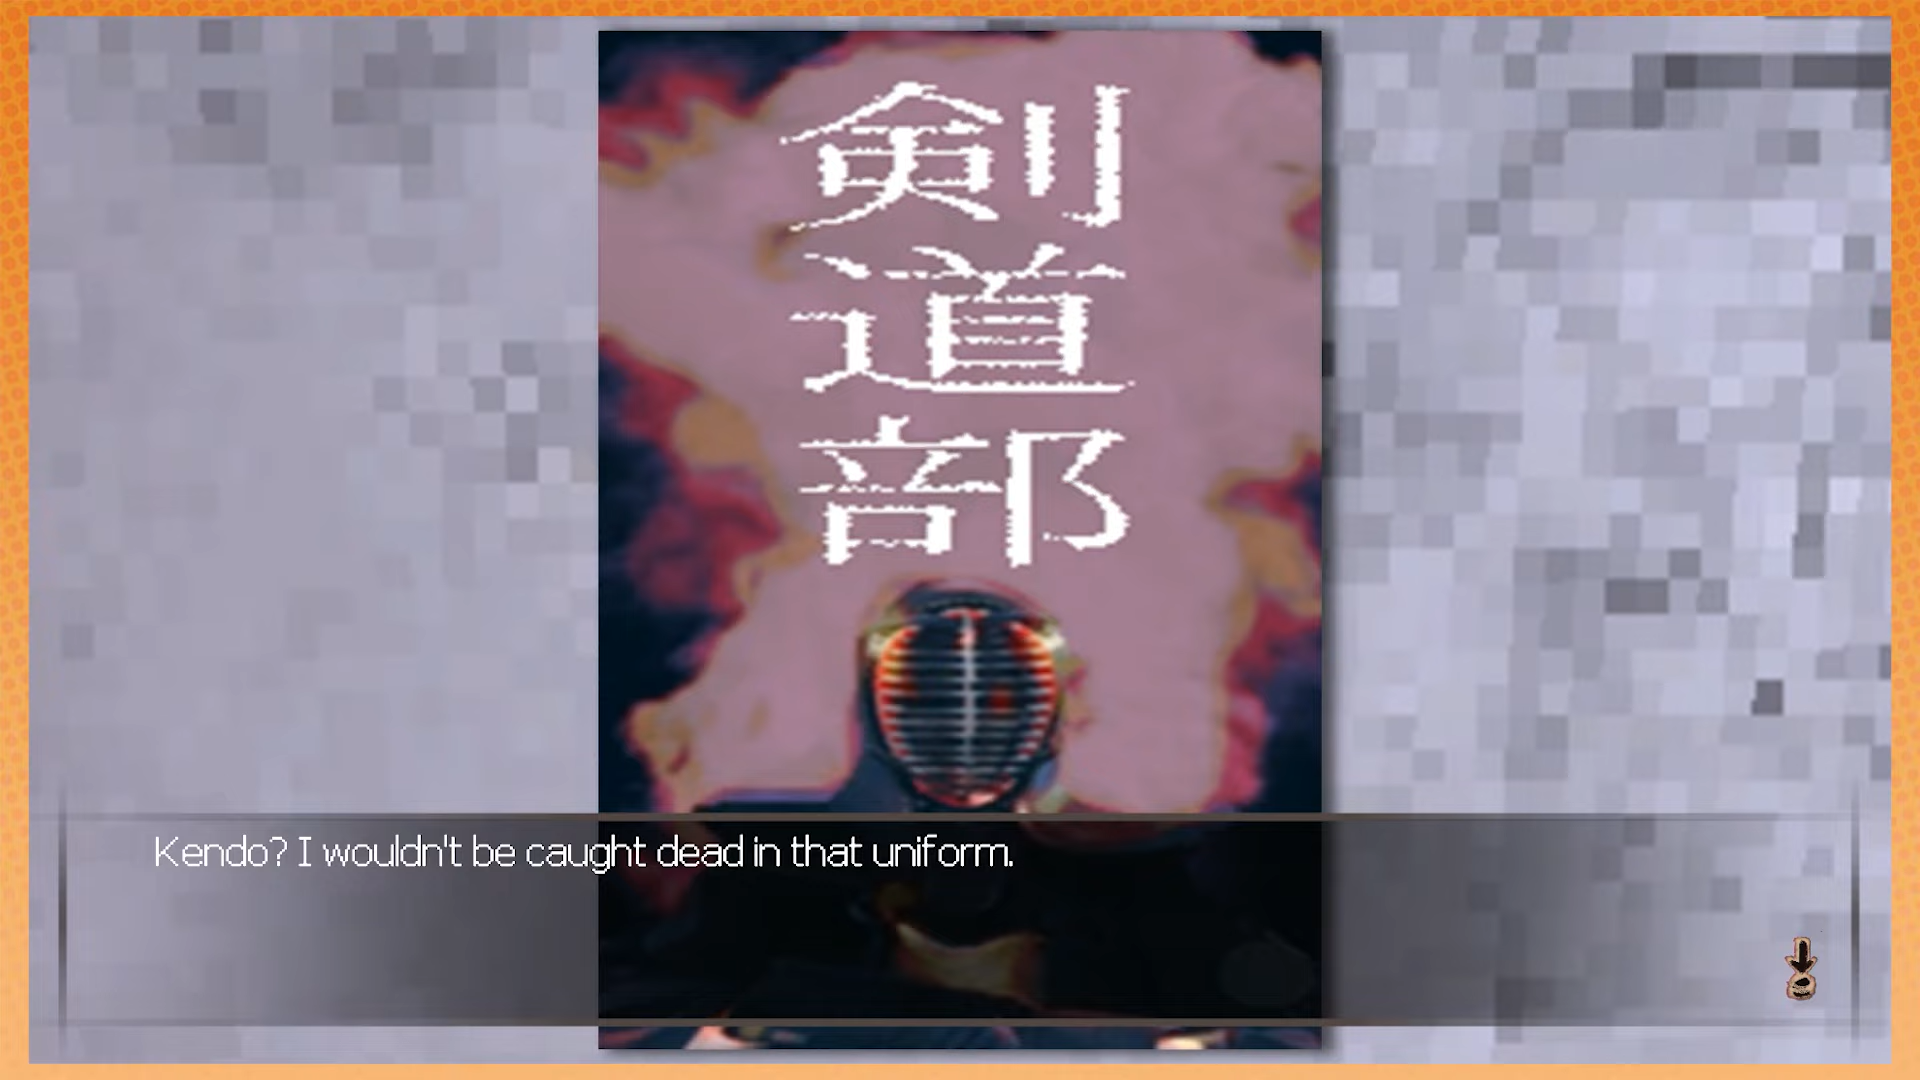 剣
道
部
Kendo? I wouldn't be caught dead in that uniform.